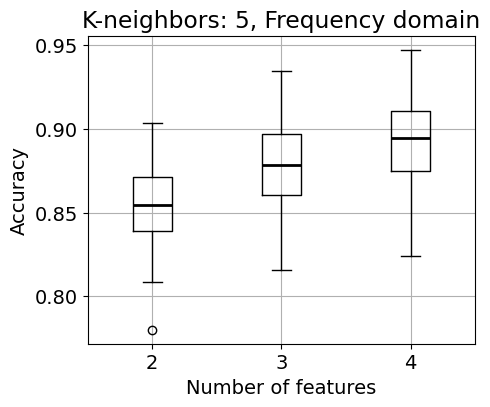 K-neighbors: 5, Frequency domain
Accuracy
0.95
0.90
0.85
0.80
2 3 4
Number of features